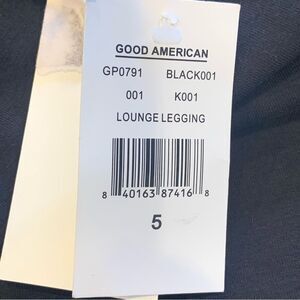 GOOD AMERICAN
GP0791 BLACK001
001 K001
LOUNGE LEGGING
8 40163 87416 8
5